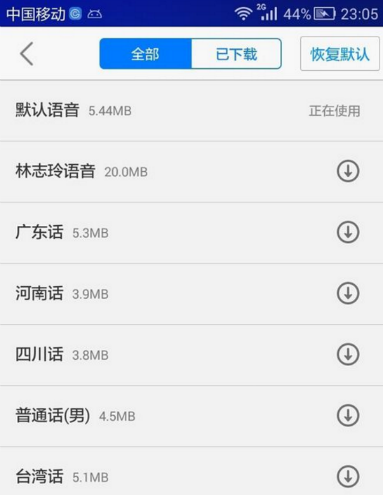 中国移动 2G 44% 23:05
全部 已下载 恢复默认
默认语音 5.44MB 正在使用
林志玲语音 20.0MB
广东话 5.3MB
河南话 3.9MB
四川话 3.8MB
普通话(男) 4.5MB
台湾话 5.1MB